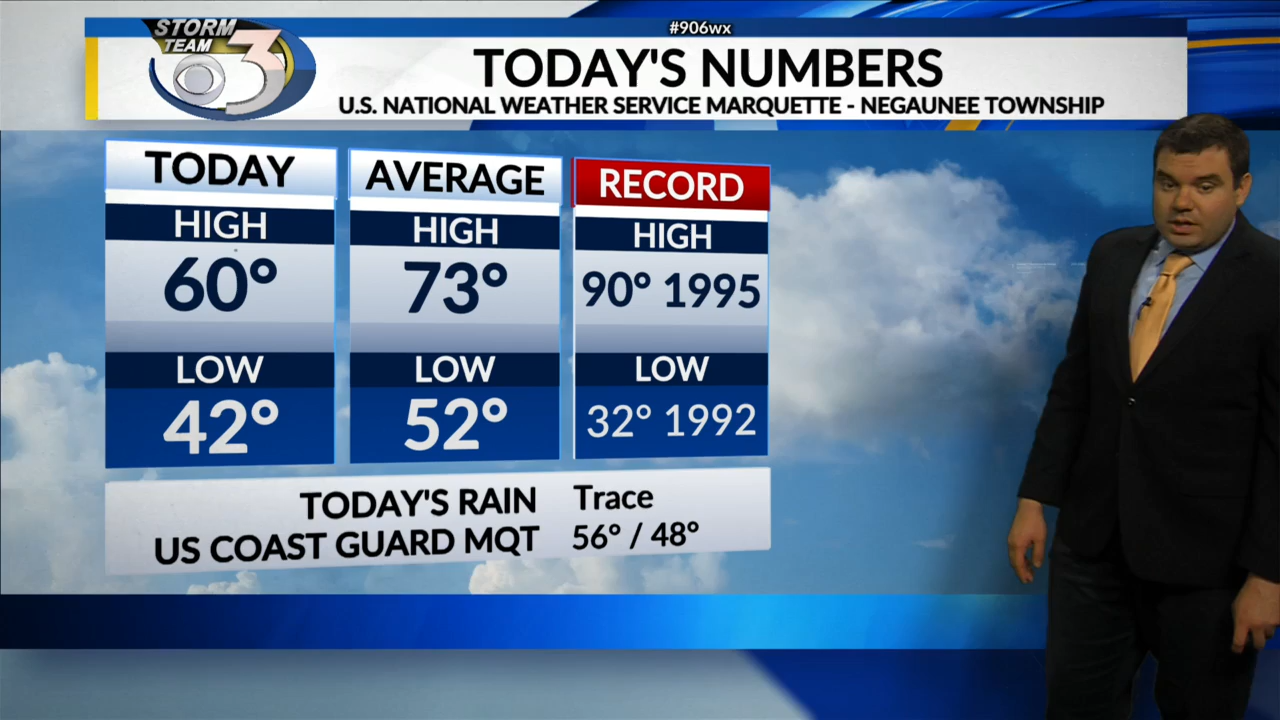 #906wx
STORM
TEAM
3
TODAY'S NUMBERS
U.S. NATIONAL WEATHER SERVICE MARQUETTE - NEGAUNEE TOWNSHIP
TODAY
HIGH
60°
LOW
42°
AVERAGE
HIGH
73°
LOW
52°
RECORD
HIGH
90° 1995
LOW
32° 1992
TODAY'S RAIN Trace
US COAST GUARD MQT 56° / 48°